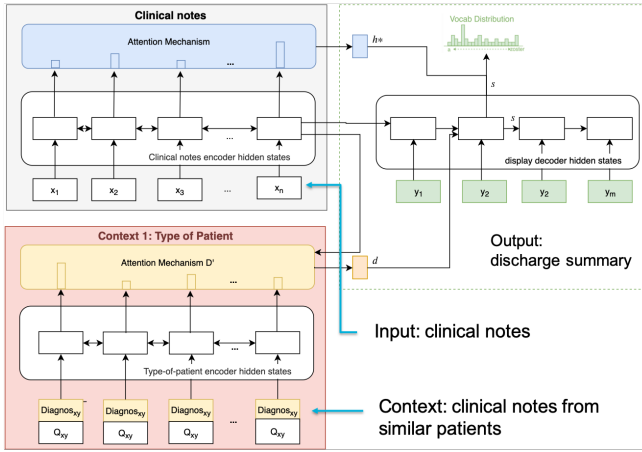 Clinical notes
Attention Mechanism
...
h*
Vocab Distribution
a
s
s
...
Clinical notes encoder hidden states
display decoder hidden states
x1 x2 x3 ... xn
y1 y2 y2 ym
Context 1: Type of Patient
Attention Mechanism D'
...
d
Output:
discharge summary
Input: clinical notes
...
Type-of-patient encoder hidden states
Diagnosxy Diagnosxy Diagnosxy Diagnosxy
Qxy Qxy Qxy ... Qxy
Context: clinical notes from
similar patients